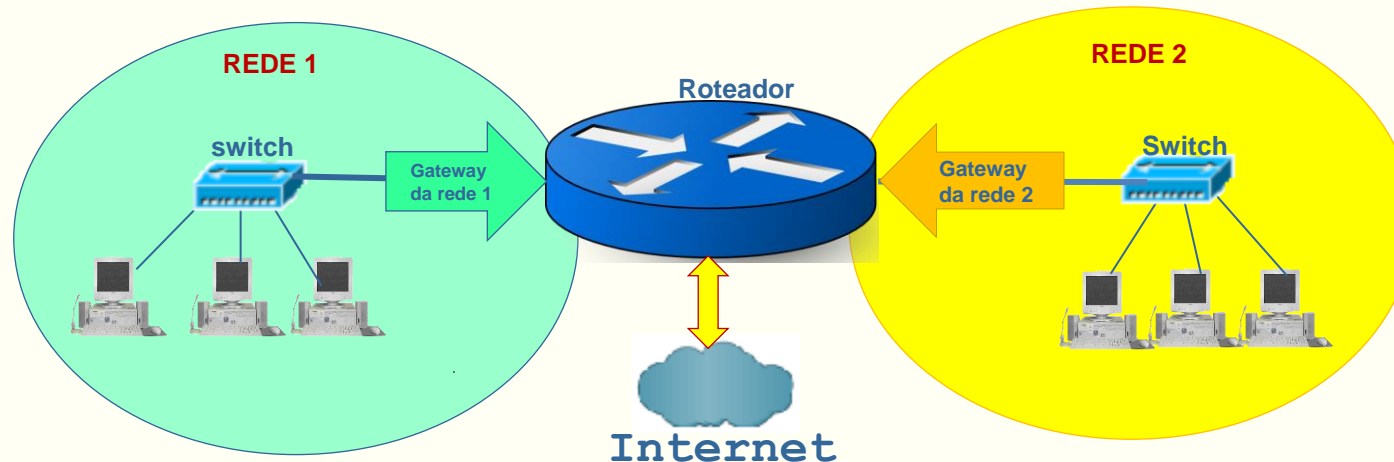 REDE 1
REDE 2
Roteador
switch
Switch
Gateway
da rede 1
Gateway
da rede 2
Internet